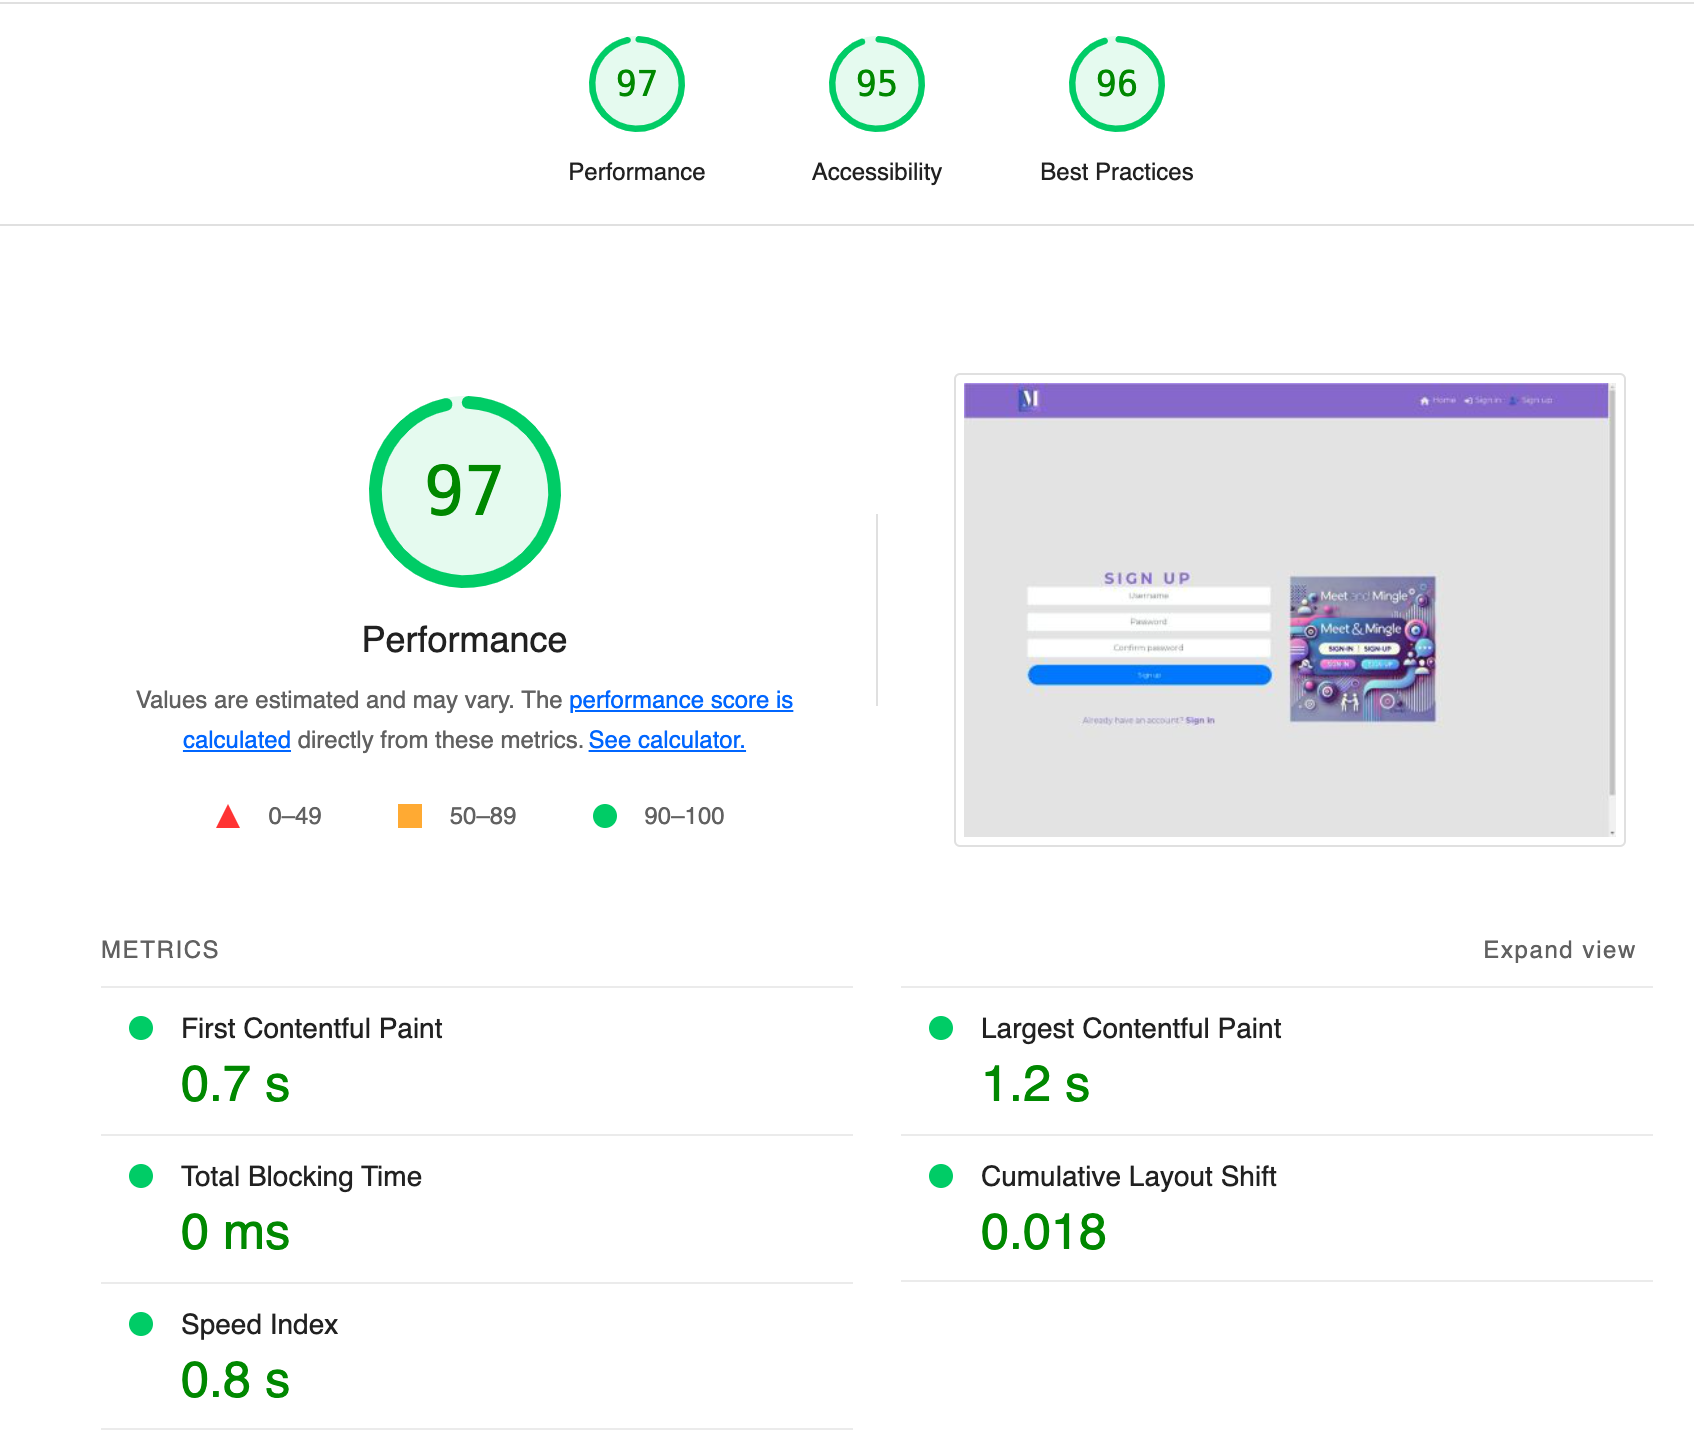 97
95
96
Performance
Accessibility
Best Practices
97
Performance
Values are estimated and may vary. The performance score is
calculated directly from these metrics. See calculator.
0–49
50–89
90–100
M
Home
Sign in
Sign up
SIGN UP
Username
Password
Confirm password
Sign up
Already have an account? Sign In
Meet and Mingle
Meet & Mingle
SIGN-IN
SIGN-UP
SIGN IN
SIGN-UP
METRICS
Expand view
First Contentful Paint
0.7 s
Largest Contentful Paint
1.2 s
Total Blocking Time
0 ms
Cumulative Layout Shift
0.018
Speed Index
0.8 s